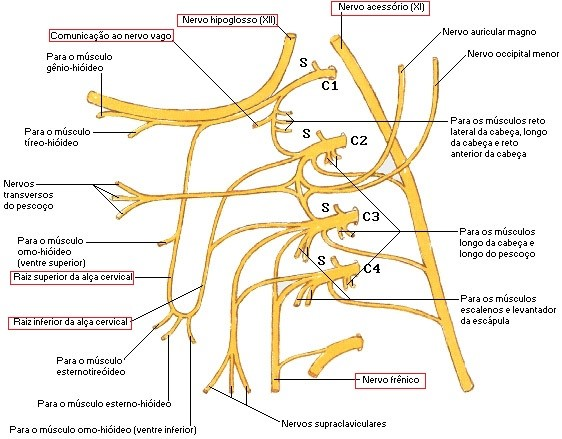 Nervo hipoglosso (XII)
Nervo acessório (XI)
Comunicação ao nervo vago
Nervo auricular magno
Nervo occipital menor
Para o músculo
gênio-hióideo
S
C1
Para o músculo
tíreo-hióideo
Para os músculos reto
lateral da cabeça, longo
da cabeça e reto
anterior da cabeça
S
C2
Nervos
transversos
do pescoço
S
C3
Para o músculo
omo-hióideo
(ventre superior)
Para os músculos
longo da cabeça e
longo do pescoço
S
C4
Raiz superior da alça cervical
Para os músculos
escalenos e levantador
da escápula
Raiz inferior da alça cervical
Para o músculo
esternotireóideo
Nervo frênico
Para o músculo esterno-hióideo
Nervos supraclaviculares
Para o músculo omo-hióideo (ventre inferior)